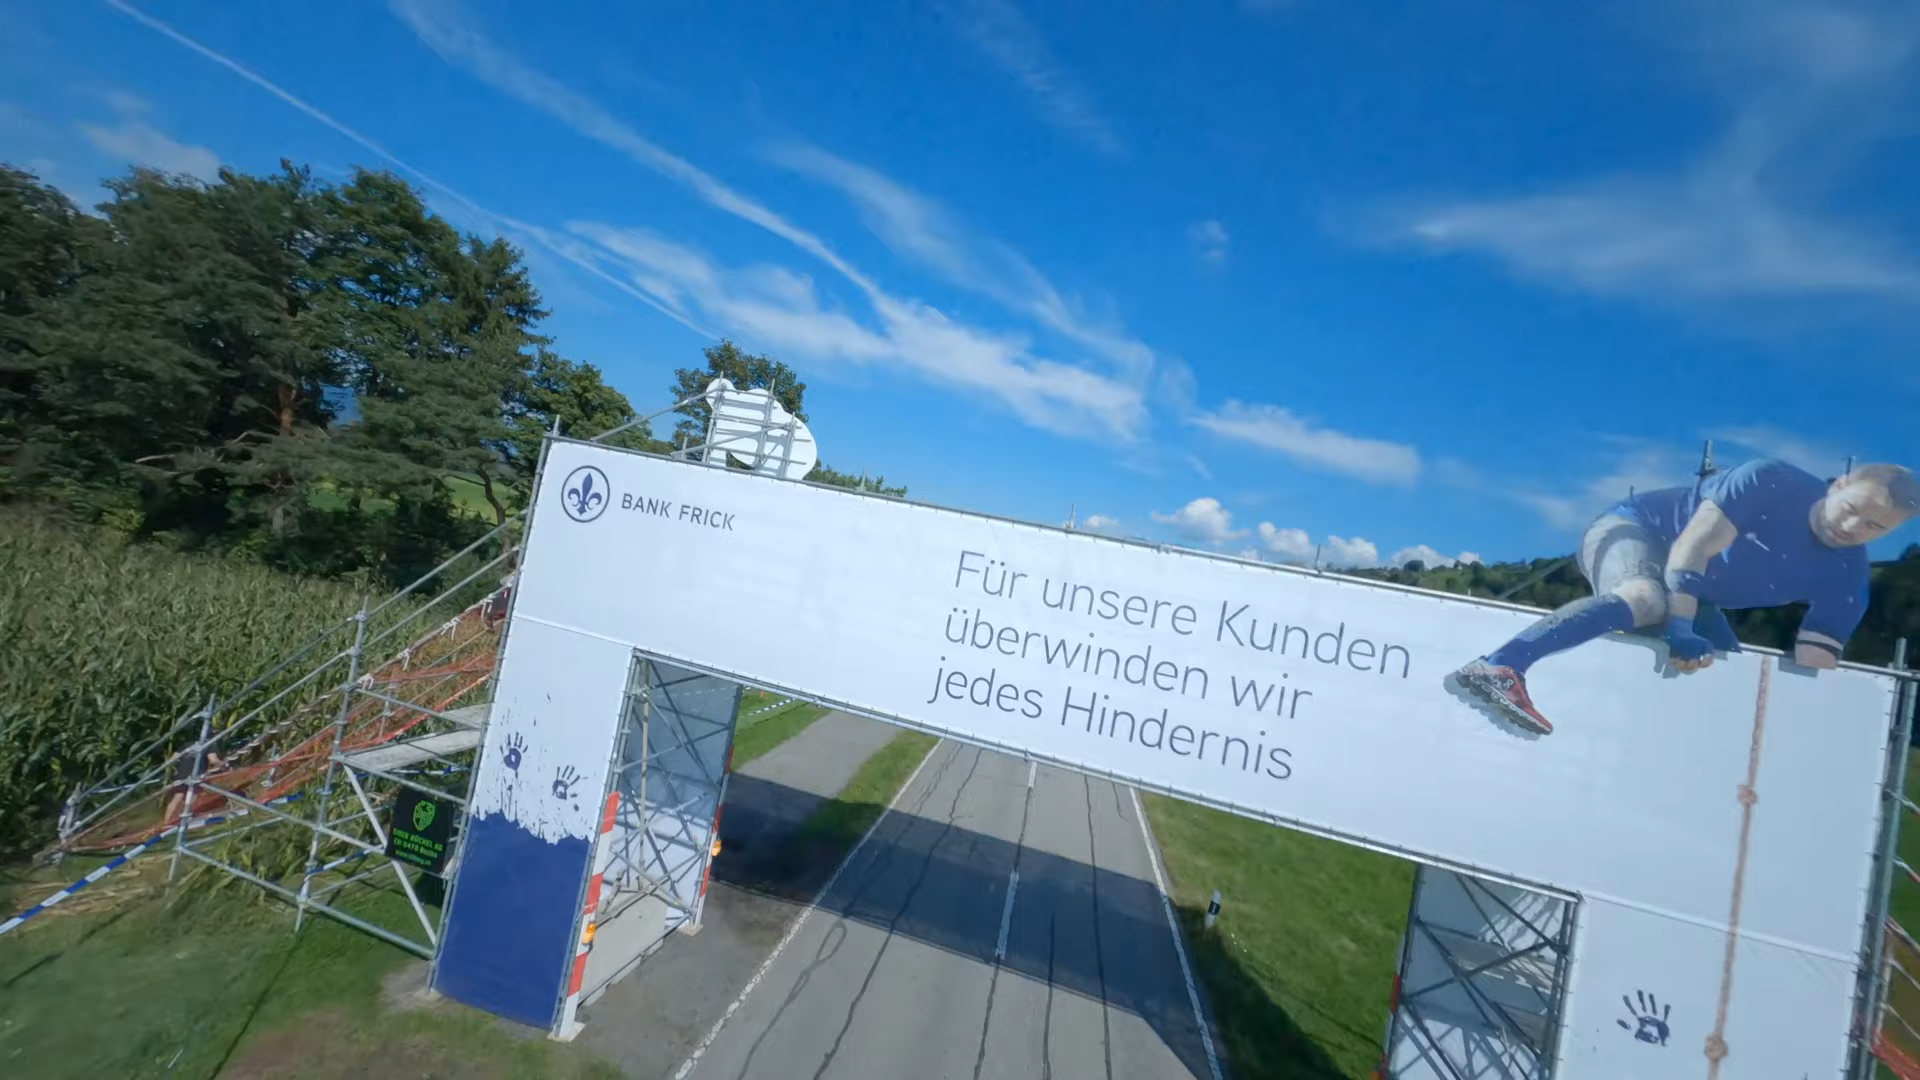 BANK FRICK
Für unsere Kunden
überwinden wir
jedes Hindernis